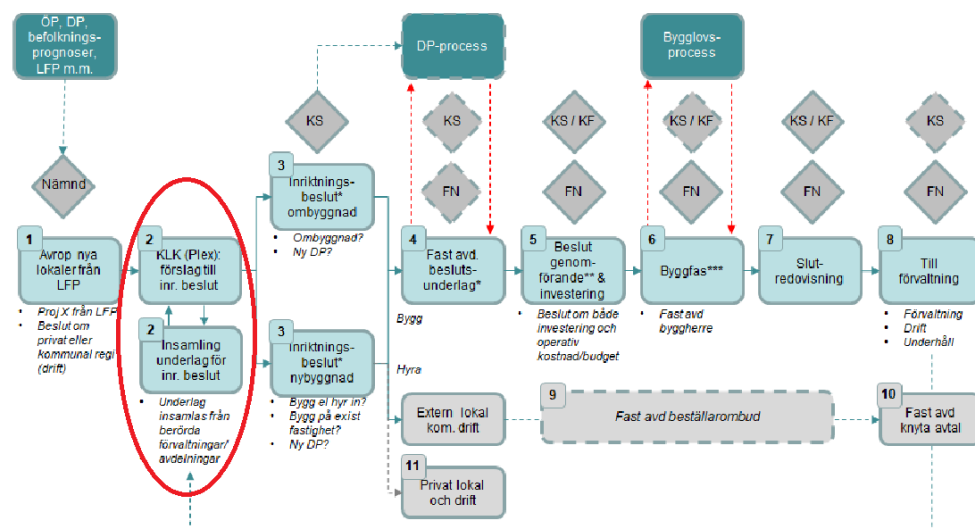 ÖP, DP,
befolknings-
prognoser,
LFP m.m.
DP-process
Bygglovs-
process
KS
KS
KS / KF
KS / KF
KS / KF
KS
Nämnd
FN
FN
FN
FN
FN
3
Inriktnings-
beslut*
ombyggnad
• Ombyggnad?
• Ny DP?
1
Avrop nya
lokaler från
LFP
• Proj X från LFP
• Beslut om
privat eller
kommunal regi
(drift)
2
KLK (Plex):
förslag till
inr. beslut
2
Insamling
underlag för
inr. beslut
• Underlag
insamlas från
berörda
förvaltningar/
avdelningar
3
Inriktnings-
beslut*
nybyggnad
• Bygg el hyr in?
• Bygg på exist
fastighet?
• Ny DP?
4
Fast avd.
besluts-
underlag*
Bygg
Hyra
5
Beslut
genom-
förande** &
investering
• Beslut om både
investering och
operativ
kostnad/budget
6
Byggfas***
• Fast avd
byggherre
7
Slut-
redovisning
8
Till
förvaltning
• Förvaltning
• Drift
• Underhåll
Extern lokal
kom. drift
9
Fast avd beställarombud
10
Fast avd
knyta avtal
11
Privat lokal
och drift